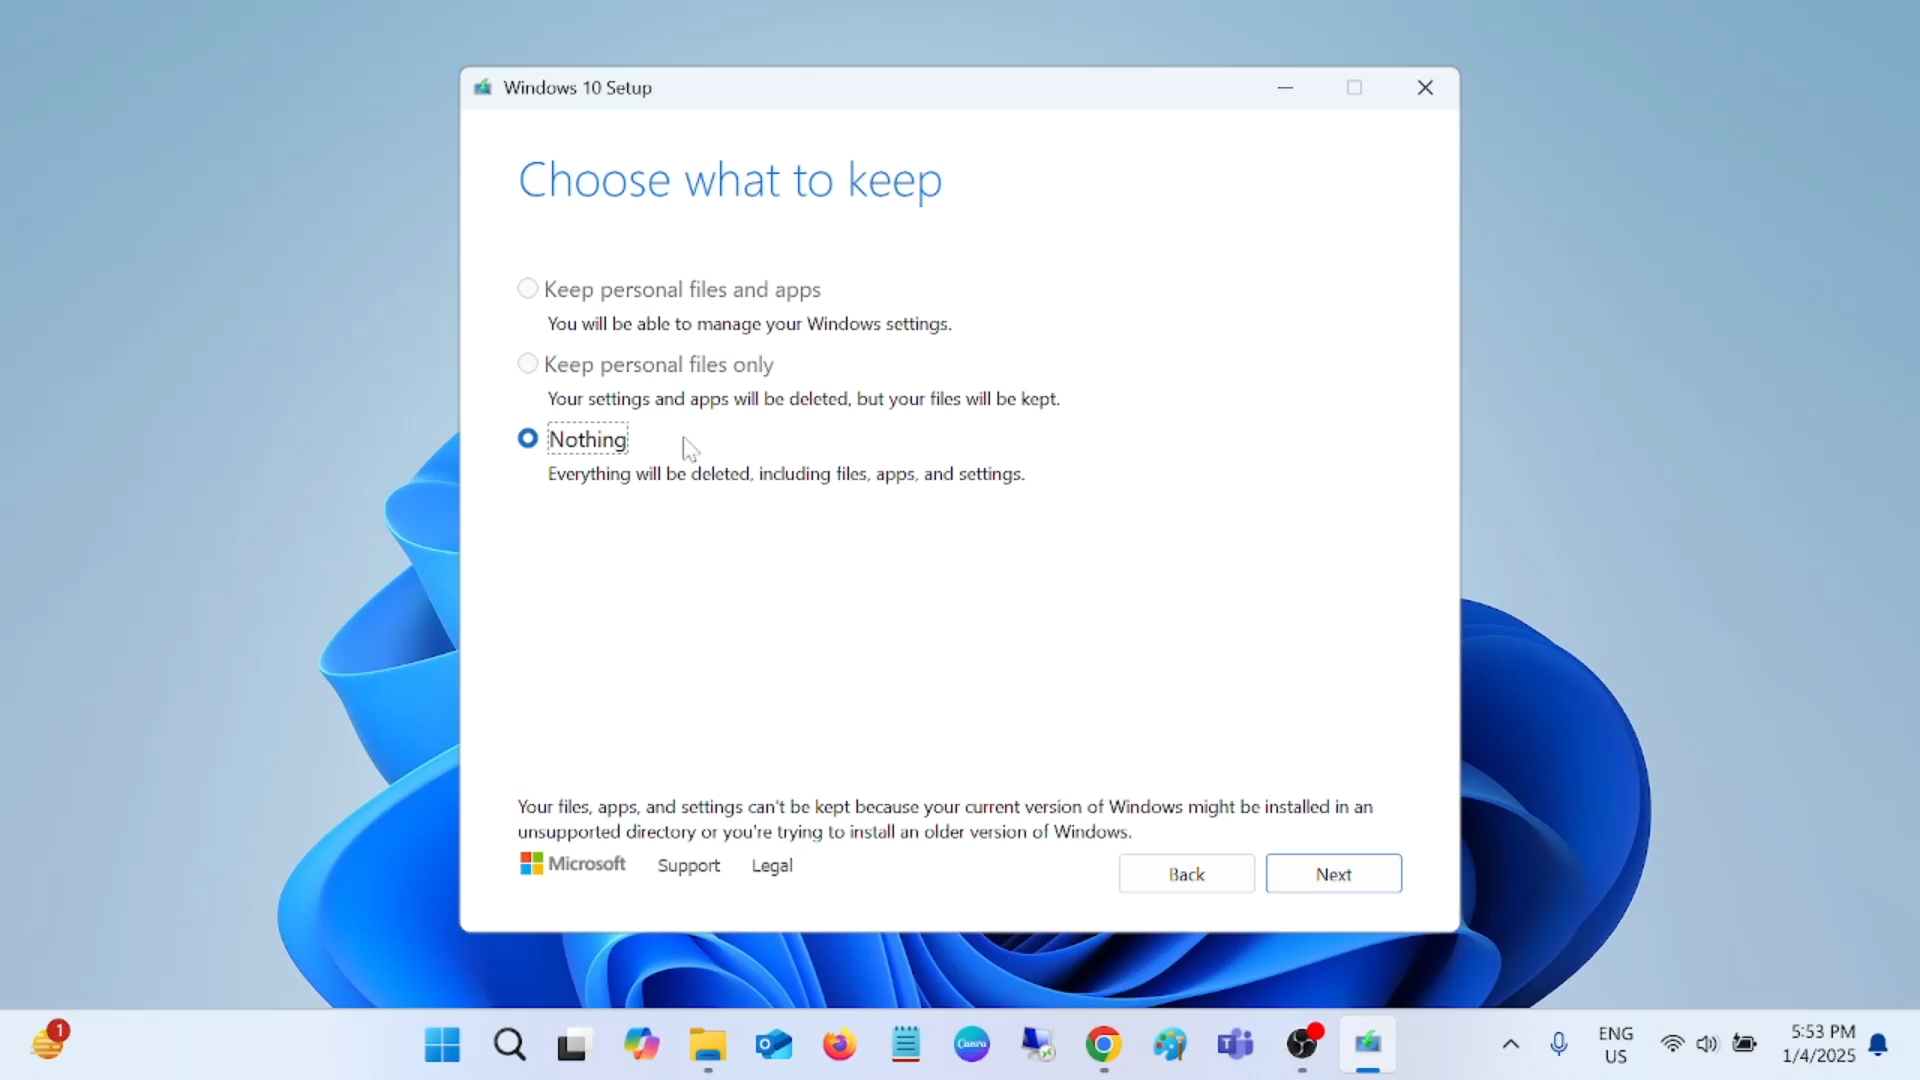 Windows 10 Setup
Choose what to keep
Keep personal files and apps
You will be able to manage your Windows settings.
Keep personal files only
Your settings and apps will be deleted, but your files will be kept.
Nothing
Everything will be deleted, including files, apps, and settings.
Your files, apps, and settings can't be kept because your current version of Windows might be installed in an
unsupported directory or you're trying to install an older version of Windows.
Microsoft
Support
Legal
Back
Next
1
Canva
ENG
US
5:53 PM
1/4/2025